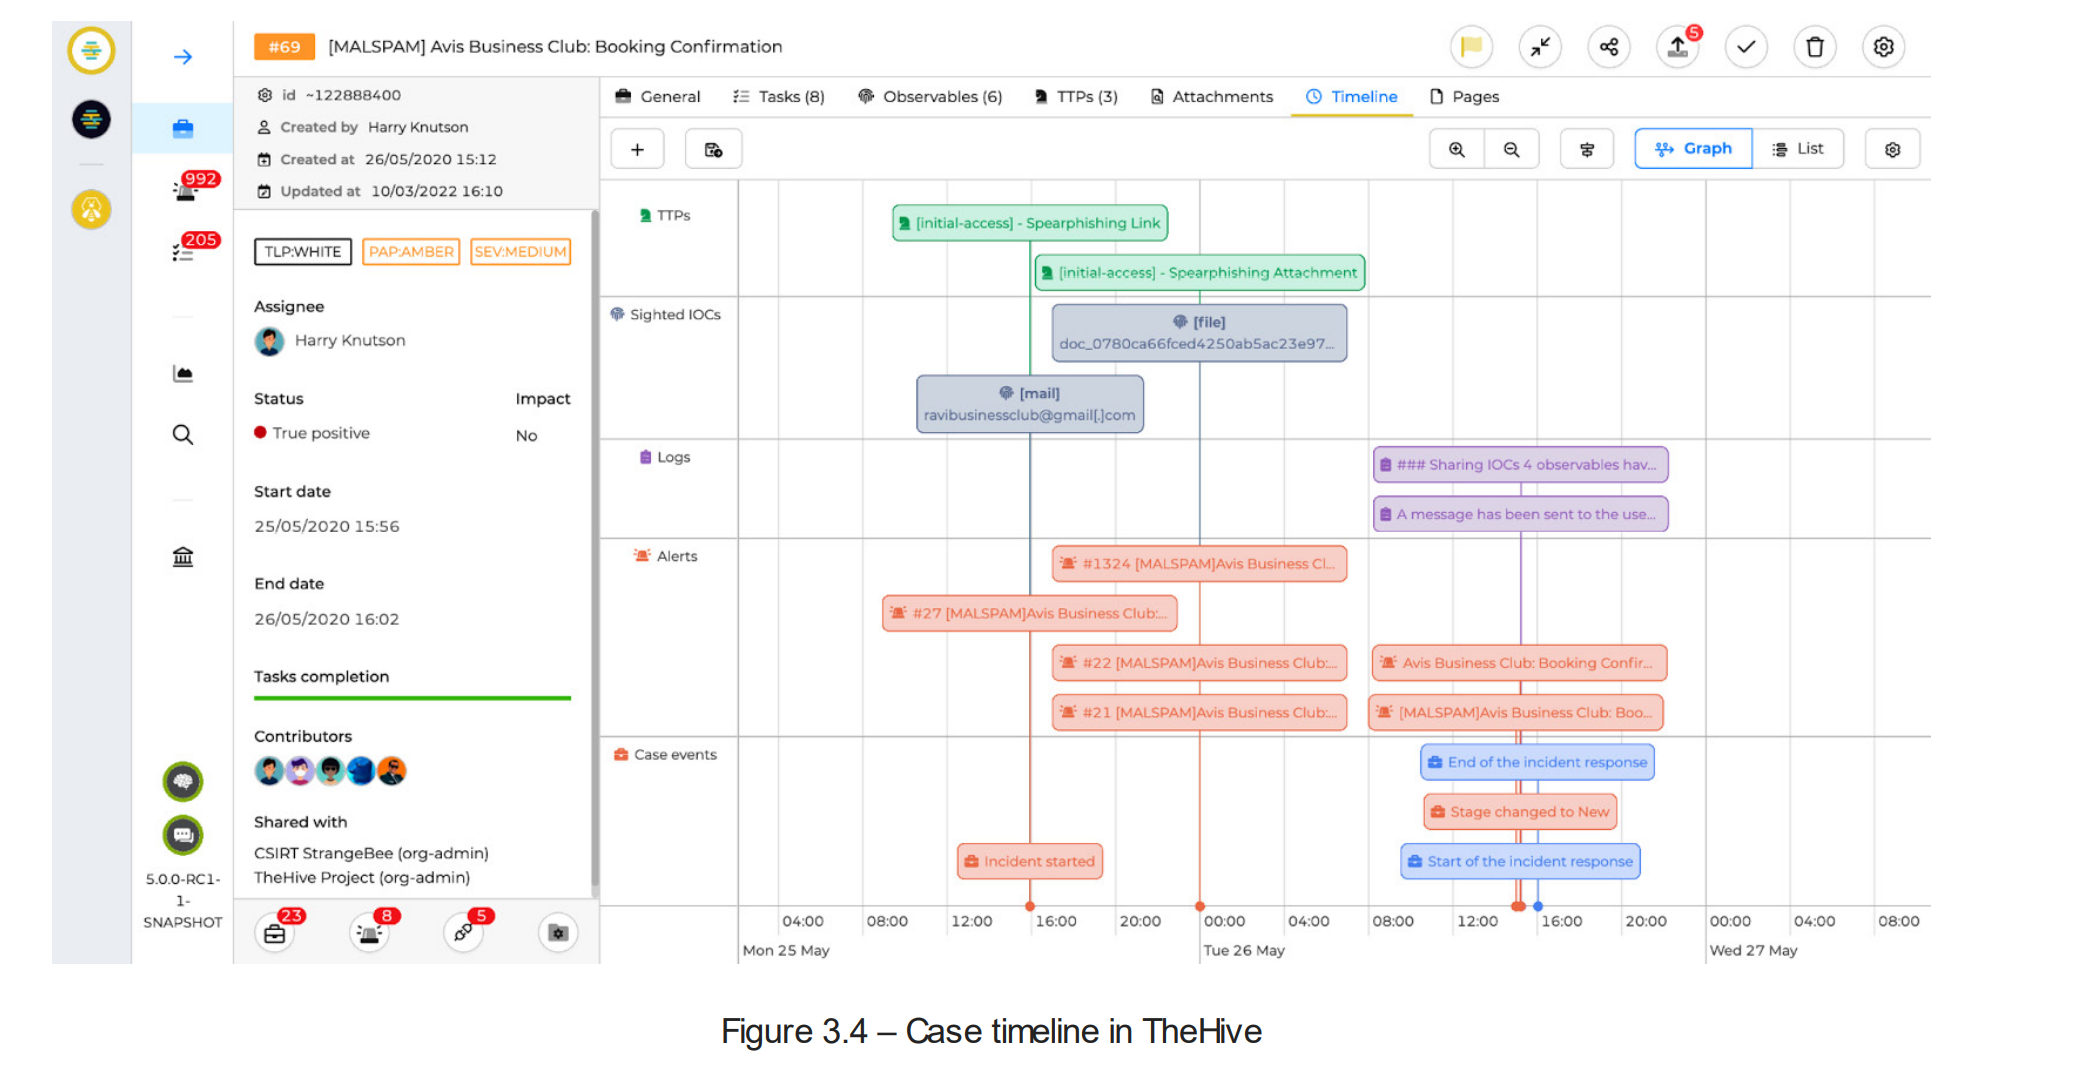 #69 [MALSPAM] Avis Business Club: Booking Confirmation
5
id ~122888400
Created by Harry Knutson
Created at 26/05/2020 15:12
Updated at 10/03/2022 16:10
General Tasks (8) Observables (6) TTPs (3) Attachments Timeline Pages
+ Graph List
992
205
TLP:WHITE PAP:AMBER SEV:MEDIUM
Assignee
Harry Knutson
Status Impact
True positive No
Start date
25/05/2020 15:56
End date
26/05/2020 16:02
Tasks completion
Contributors
Shared with
CSIRT StrangeBee (org-admin)
TheHive Project (org-admin)
5.0.0-RC1-
1-
SNAPSHOT
23 8 5
TTPs
[initial-access] - Spearphishing Link
[initial-access] - Spearphishing Attachment
Sighted IOCs
[file]
doc_0780ca66fced4250ab5ac23e97...
[mail]
ravibusinessclub@gmail[.]com
Logs
### Sharing IOCs 4 observables hav...
A message has been sent to the use...
Alerts
#1324 [MALSPAM]Avis Business Cl...
#27 [MALSPAM]Avis Business Club:...
#22 [MALSPAM]Avis Business Club:... Avis Business Club: Booking Confir...
#21 [MALSPAM]Avis Business Club:... [MALSPAM]Avis Business Club: Boo...
Case events
End of the incident response
Stage changed to New
Incident started Start of the incident response
04:00 08:00 12:00 16:00 20:00 00:00 04:00 08:00 12:00 16:00 20:00 00:00 04:00 08:00
Mon 25 May Tue 26 May Wed 27 May
Figure 3.4 – Case timeline in TheHive